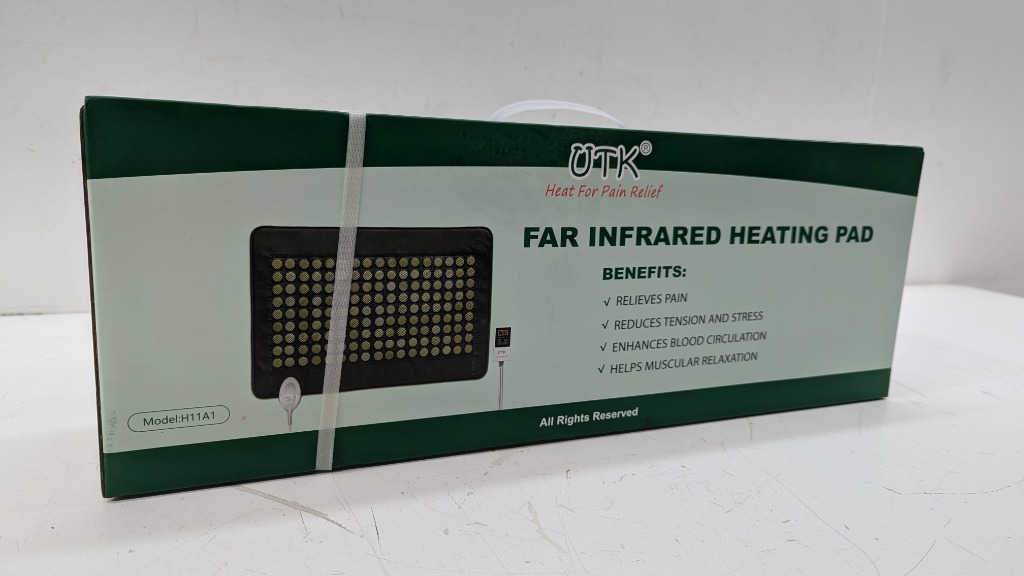 UTK®
Heat For Pain Relief
FAR INFRARED HEATING PAD
BENEFITS:
√ RELIEVES PAIN
√ REDUCES TENSION AND STRESS
√ ENHANCES BLOOD CIRCULATION
√ HELPS MUSCULAR RELAXATION
Model:H11A1
All Rights Reserved